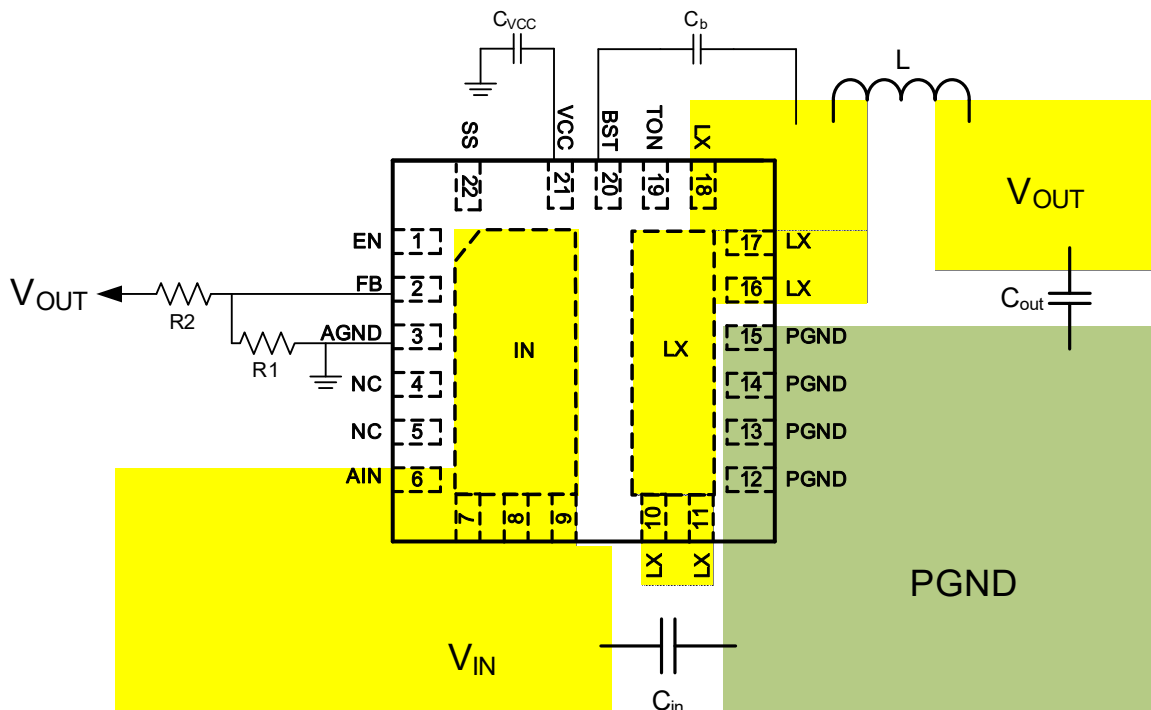 CVCC
Cb
L
SS
VCC
BST
TON
LX
22
21
20
19
18
VOUT
EN
1
17
LX
FB
2
16
LX
VOUT
R2
Cout
AGND
3
15
PGND
IN
LX
R1
NC
4
14
PGND
NC
5
13
PGND
AIN
6
12
PGND
7
8
9
10
11
LX
LX
PGND
VIN
Cin